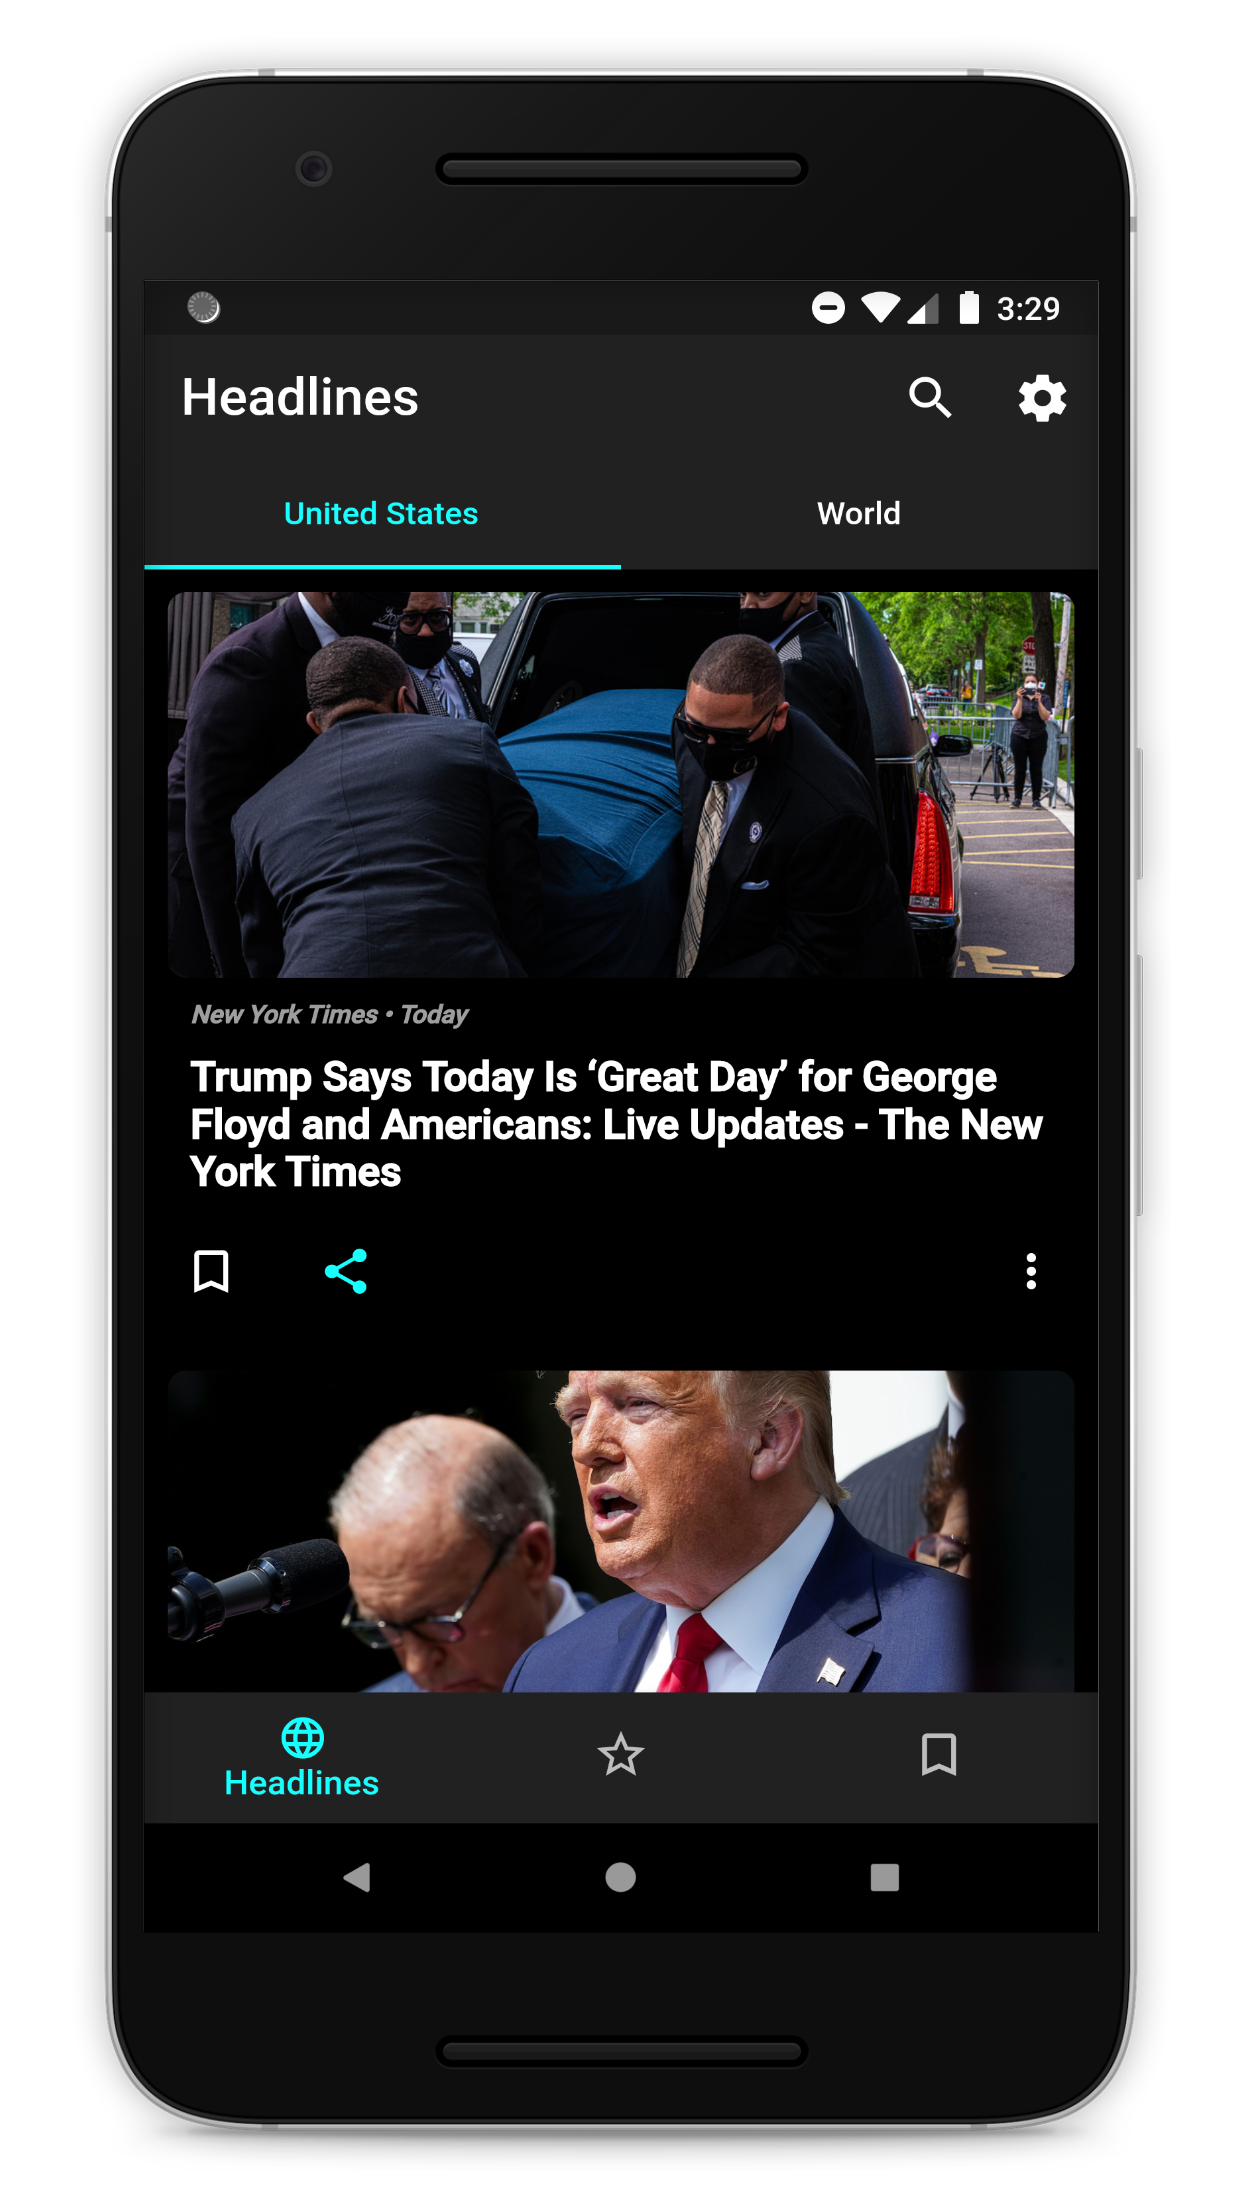 3:29
Headlines
United States
World
STO
New York Times • Today
Trump Says Today Is ‘Great Day’ for George
Floyd and Americans: Live Updates - The New
York Times
Headlines